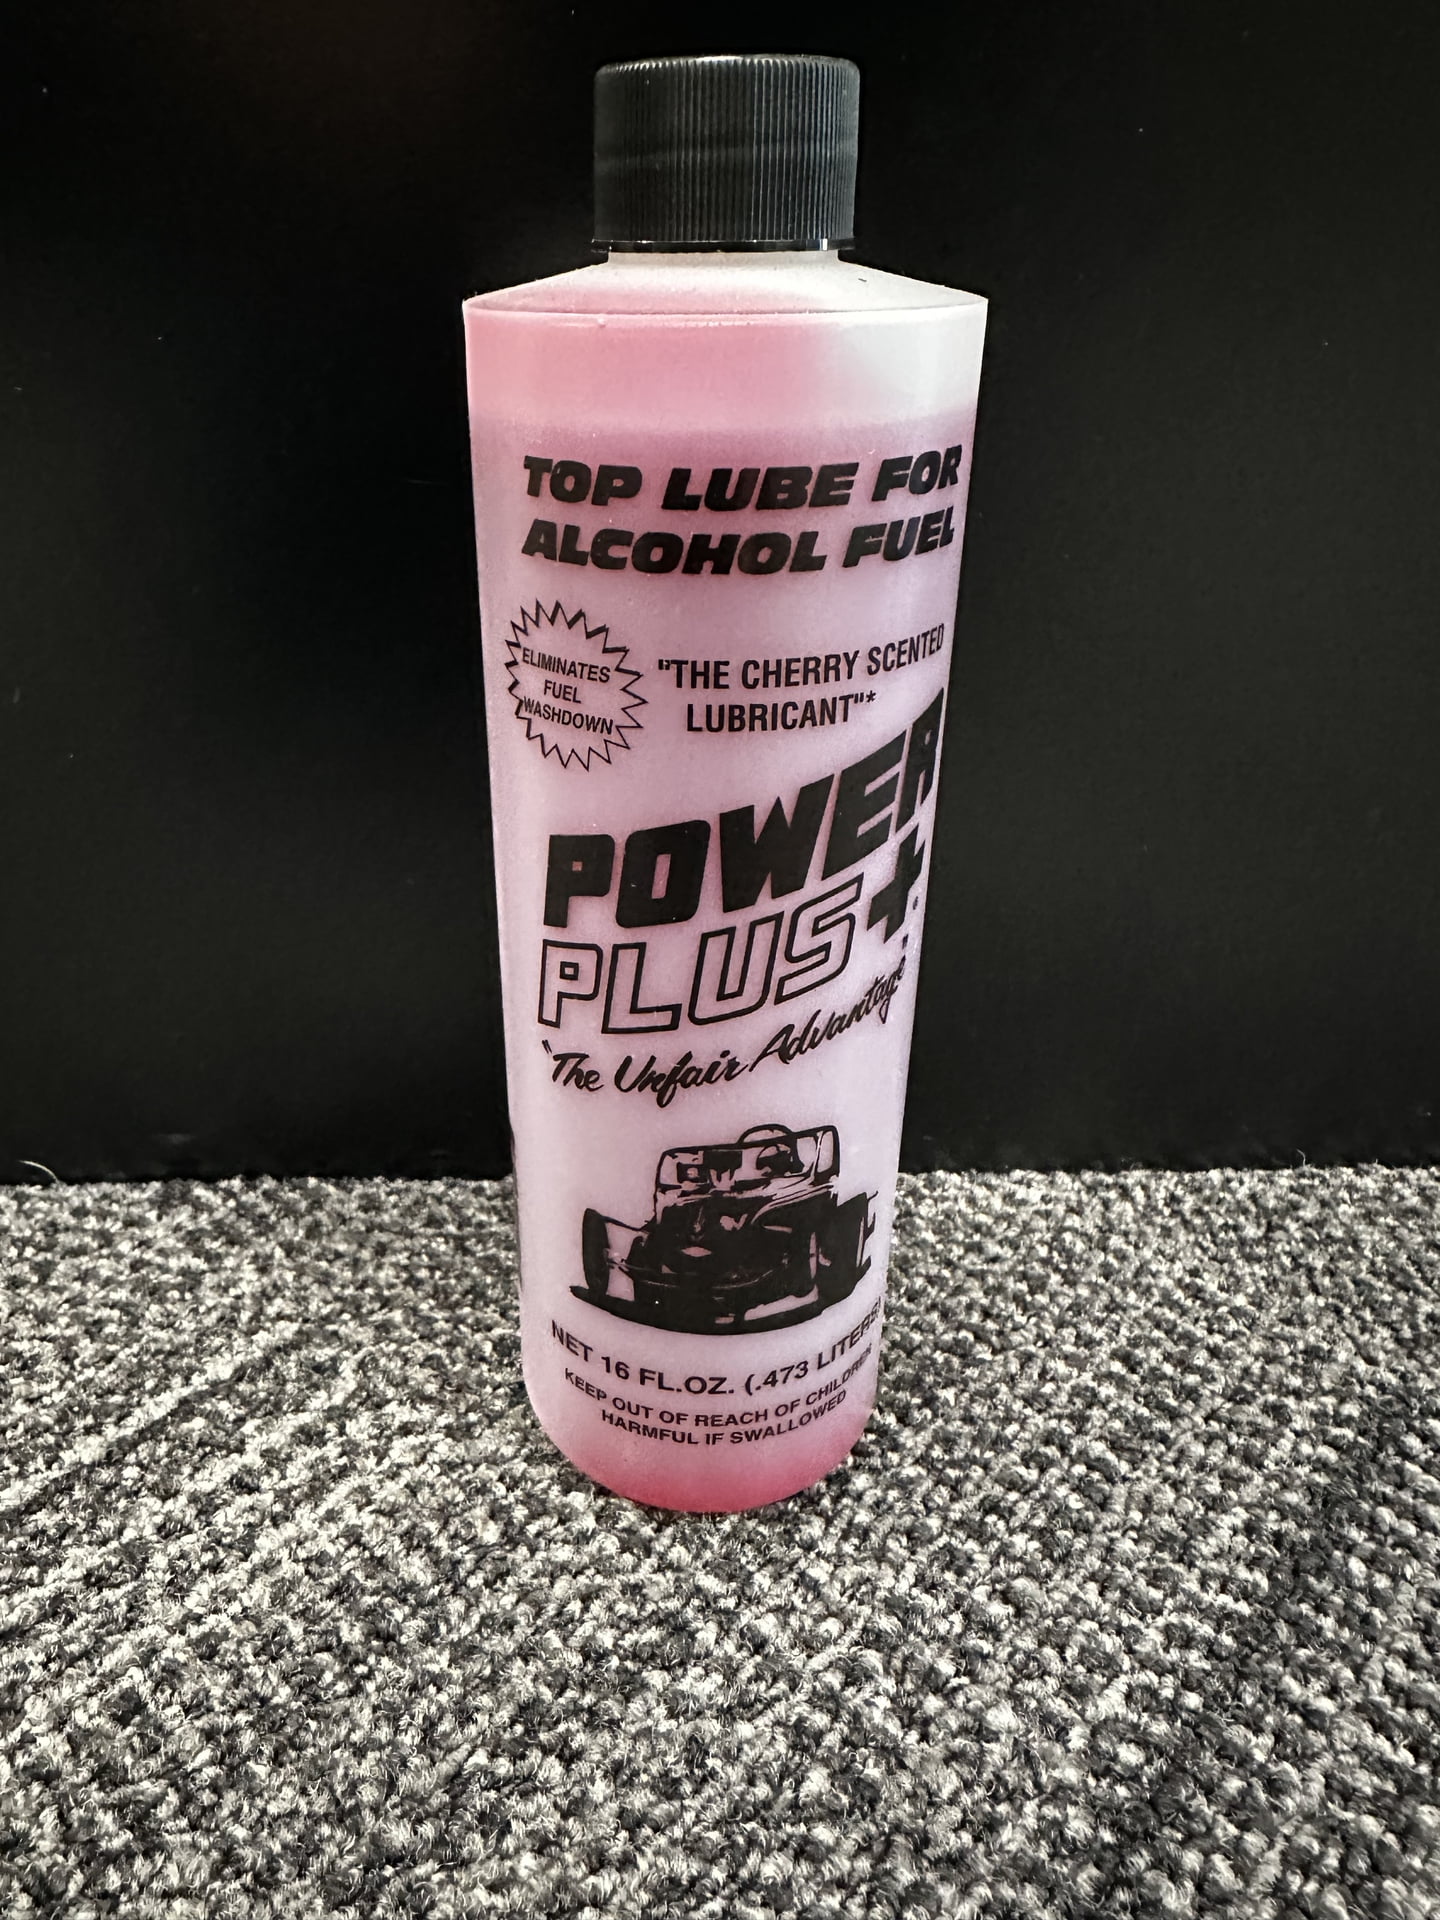 TOP LUBE FOR
ALCOHOL FUEL
ELIMINATES
FUEL
WASHDOWN
"THE CHERRY SCENTED
LUBRICANT"*
POWER
PLUS+
"The Unfair Advantage"
NET 16 FL.OZ. (.473 LITERS)
KEEP OUT OF REACH OF CHILDREN
HARMFUL IF SWALLOWED